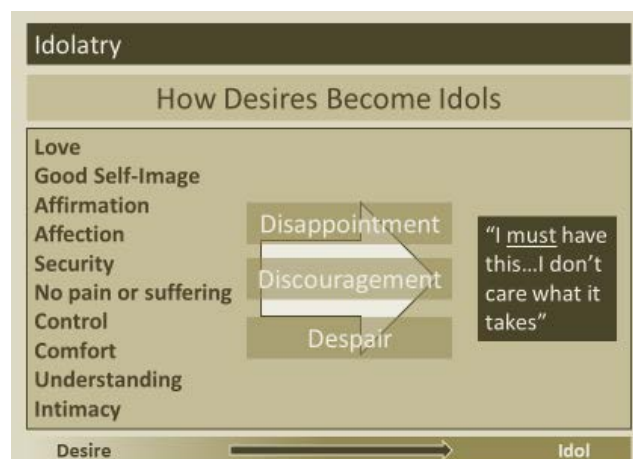 Idolatry
How Desires Become Idols
Love
Good Self-Image
Affirmation
Affection
Security
No pain or suffering
Control
Comfort
Understanding
Intimacy
Disappointment
Discouragement
Despair
“I must have
this...I don’t
care what it
takes”
Desire
Idol